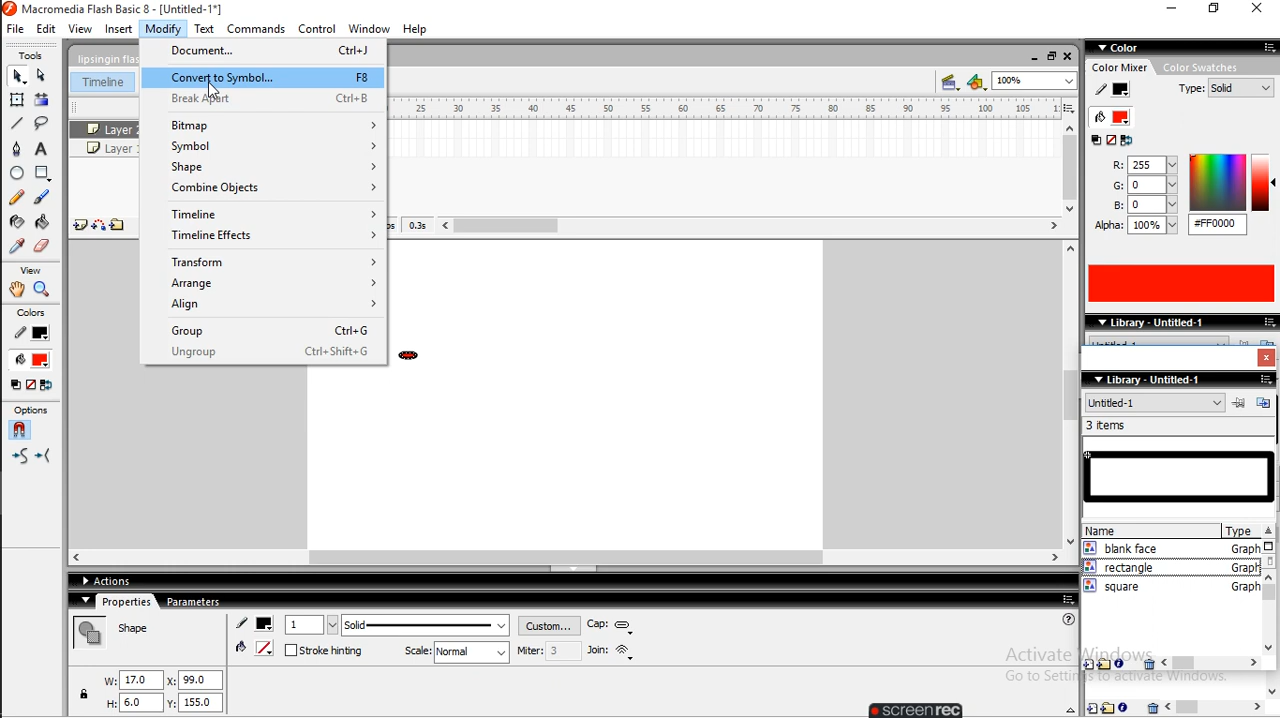 Macromedia Flash Basic 8 - [Untitled-1*]
File Edit View Insert Modify Text Commands Control Window Help
Tools
View
Colors
Options
Timeline
Layer
Layer
Document... Ctrl+J
Convert to Symbol... F8
Break Apart Ctrl+B
Bitmap
Symbol
Shape
Combine Objects
Timeline
Timeline Effects
Transform
Arrange
Align
Group Ctrl+G
Ungroup Ctrl+Shift+G
100%
25 30 35 40 45 50 55 60 65 70 75 80 85 90 95 100 105
0.3s
Color
Color Mixer Color Swatches
Type: Solid
R: 255
G: 0
B: 0
Alpha: 100% #FF0000
Library - Untitled-1
Library - Untitled-1
Untitled-1
3 items
Name Type
blank face Graph
rectangle Graph
square Graph
Actions
Properties Parameters
Shape
1 Solid Custom... Cap:
Stroke hinting Scale: Normal Miter: 3 Join:
W: 17.0 X: 99.0
H: 6.0 Y: 155.0
Activate Windows
Go to Settings to activate Windows.
screenrec